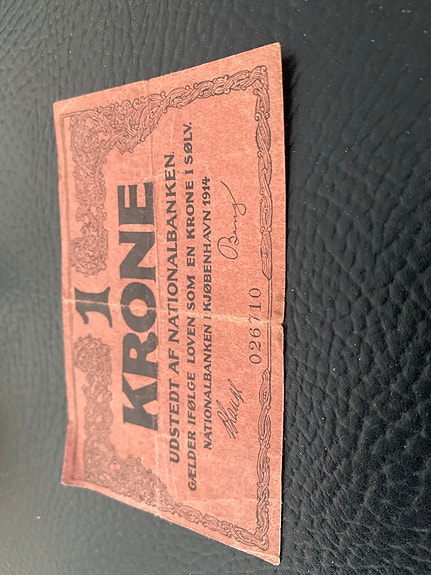 1
KRONE
UDSTEDT AF NATIONALBANKEN.
GÆLDER IFØLGE LOVEN SOM EN KRONE I SØLV.
NATIONALBANKEN I KJØBENHAVN 1914
026710